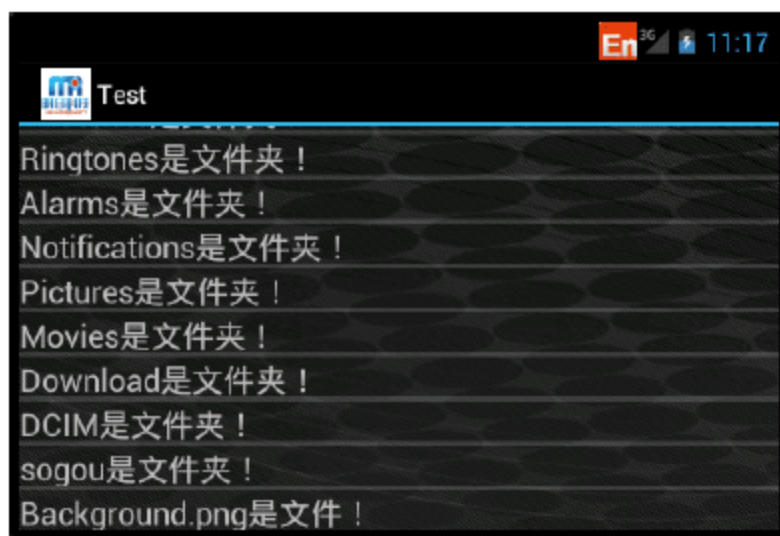 En 3G 11:17
Test
Ringtones是文件夹！
Alarms是文件夹！
Notifications是文件夹！
Pictures是文件夹！
Movies是文件夹！
Download是文件夹！
DCIM是文件夹！
sogou是文件夹！
Background.png是文件！